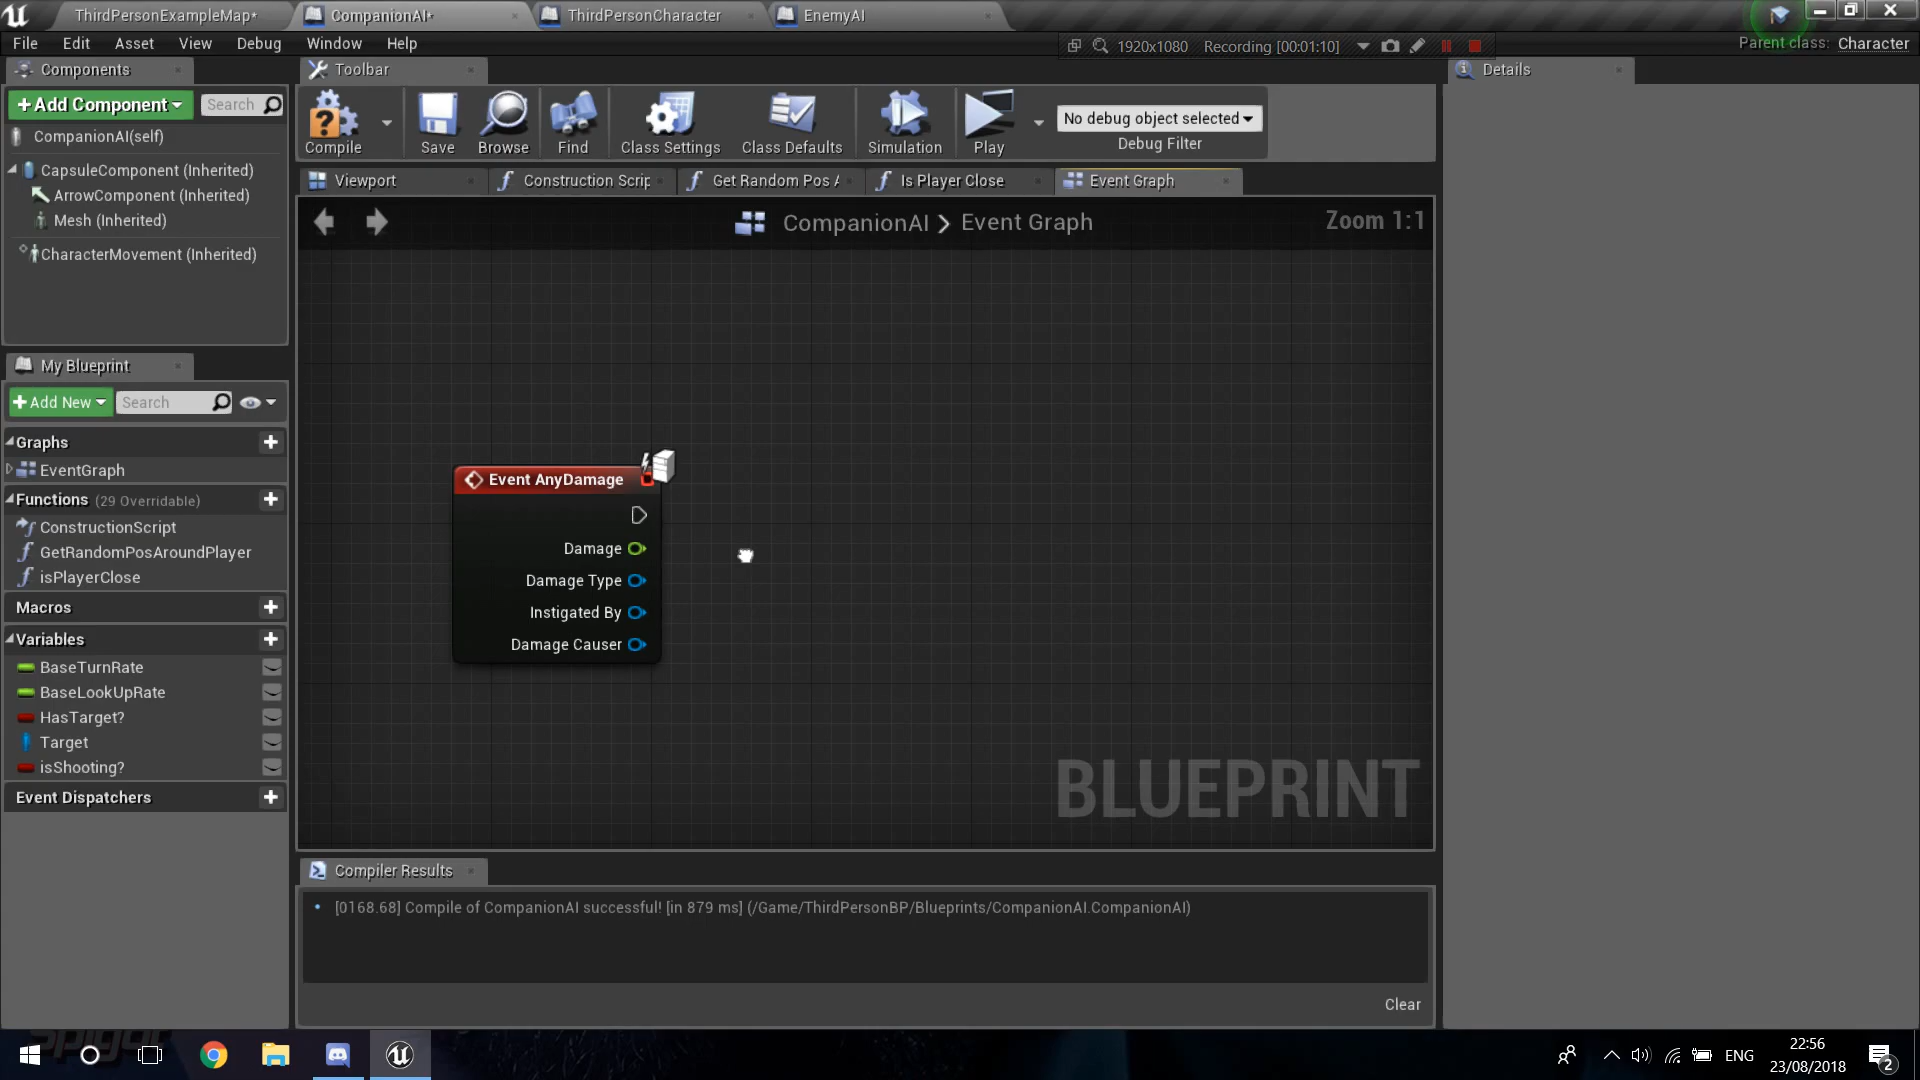 ThirdPersonExampleMap*
CompanionAI*
ThirdPersonCharacter
EnemyAI
File Edit Asset View Debug Window Help
1920x1080 Recording [00:01:10]
Parent class: Character
Components
Toolbar
Details
+Add Component
Search
CompanionAI(self)
CapsuleComponent (Inherited)
ArrowComponent (Inherited)
Mesh (Inherited)
CharacterMovement (Inherited)
Compile
Save
Browse
Find
Class Settings
Class Defaults
Simulation
Play
No debug object selected
Debug Filter
Viewport
Construction Scrip
Get Random Pos A
Is Player Close
Event Graph
CompanionAI > Event Graph
Zoom 1:1
My Blueprint
+Add New
Search
Graphs
EventGraph
Functions (29 Overridable)
ConstructionScript
GetRandomPosAroundPlayer
isPlayerClose
Macros
Variables
BaseTurnRate
BaseLookUpRate
HasTarget?
Target
isShooting?
Event Dispatchers
Event AnyDamage
Damage
Damage Type
Instigated By
Damage Causer
BLUEPRINT
Compiler Results
[0168.68] Compile of CompanionAI successful! [in 879 ms] (/Game/ThirdPersonBP/Blueprints/CompanionAI.CompanionAI)
Clear
ENG
22:56
23/08/2018
2